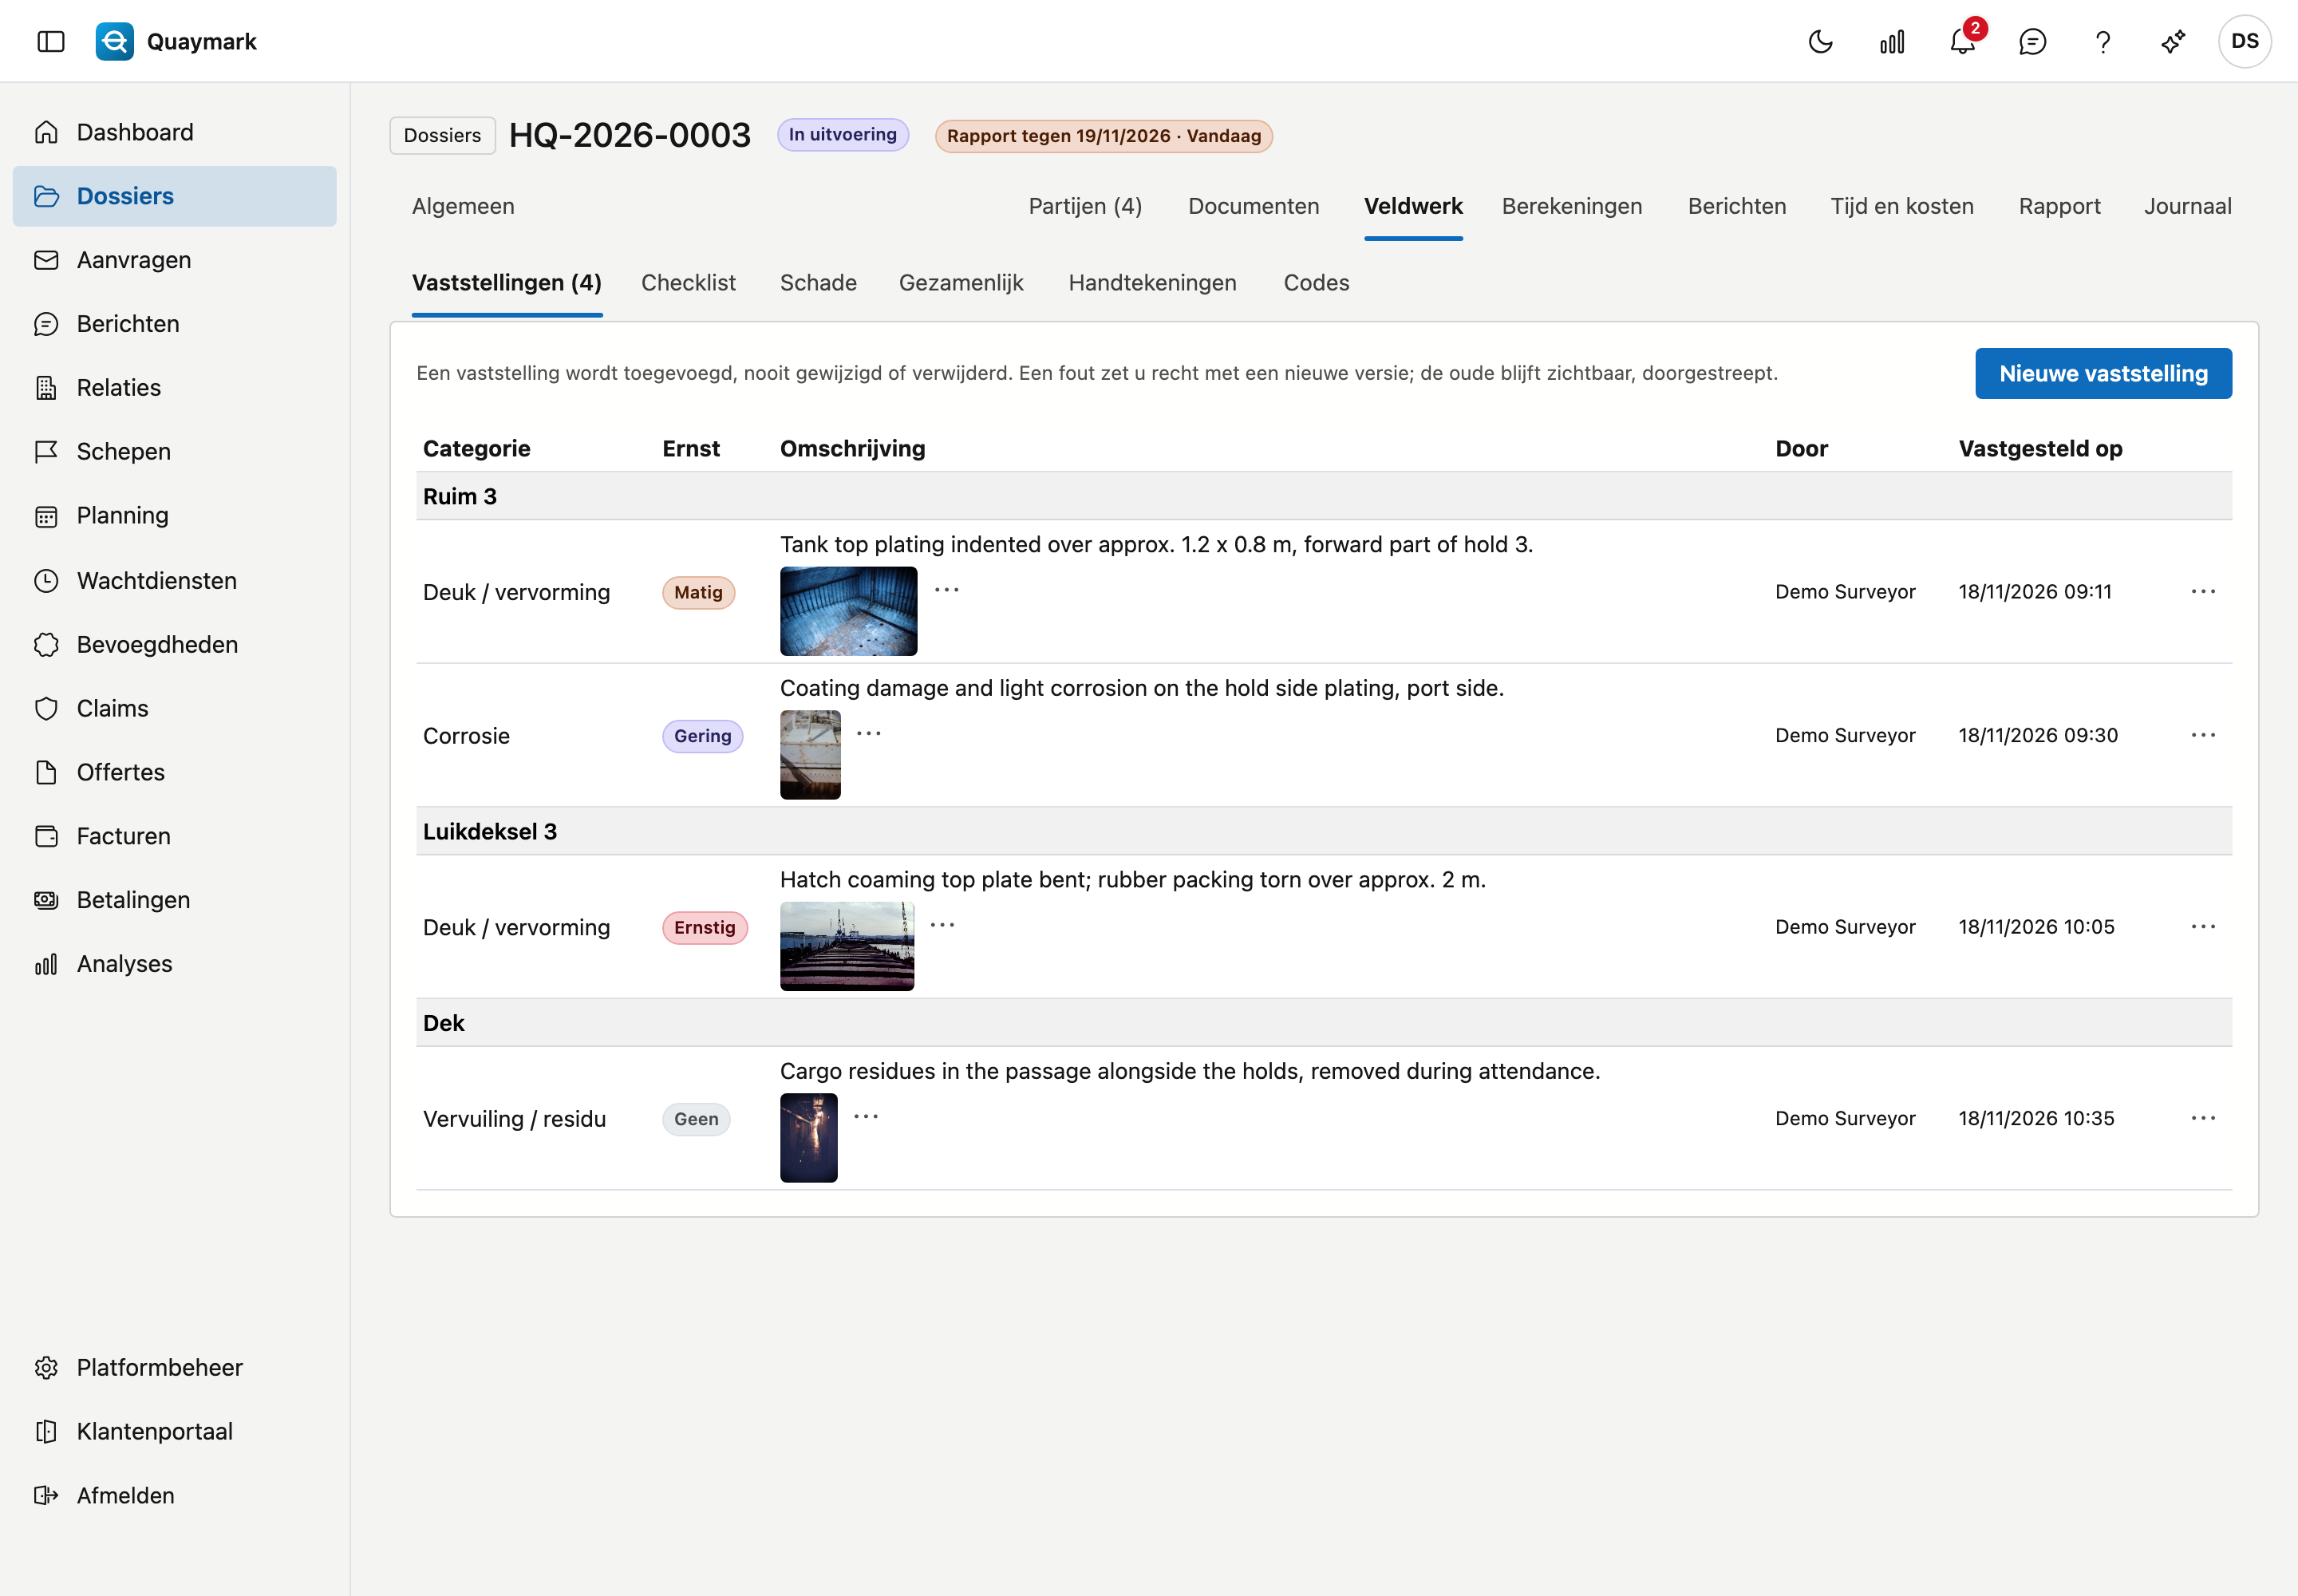 Quaymark
2
DS
Dashboard
Dossiers
Aanvragen
Berichten
Relaties
Schepen
Planning
Wachtdiensten
Bevoegdheden
Claims
Offertes
Facturen
Betalingen
Analyses
Platformbeheer
Klantenportaal
Afmelden
Dossiers HQ-2026-0003 In uitvoering Rapport tegen 19/11/2026 · Vandaag
Algemeen Partijen (4) Documenten Veldwerk Berekeningen Berichten Tijd en kosten Rapport Journaal
Vaststellingen (4) Checklist Schade Gezamenlijk Handtekeningen Codes
Een vaststelling wordt toegevoegd, nooit gewijzigd of verwijderd. Een fout zet u recht met een nieuwe versie; de oude blijft zichtbaar, doorgestreept. Nieuwe vaststelling
Categorie Ernst Omschrijving Door Vastgesteld op
Ruim 3
Tank top plating indented over approx. 1.2 x 0.8 m, forward part of hold 3.
Deuk / vervorming Matig Demo Surveyor 18/11/2026 09:11
Coating damage and light corrosion on the hold side plating, port side.
Corrosie Gering Demo Surveyor 18/11/2026 09:30
Luikdeksel 3
Hatch coaming top plate bent; rubber packing torn over approx. 2 m.
Deuk / vervorming Ernstig Demo Surveyor 18/11/2026 10:05
Dek
Cargo residues in the passage alongside the holds, removed during attendance.
Vervuiling / residu Geen Demo Surveyor 18/11/2026 10:35